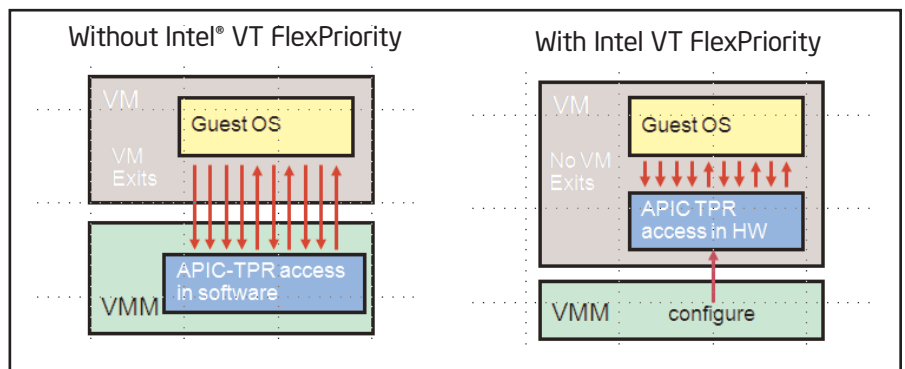 Without Intel® VT FlexPriority
VM
Guest OS
VM
Exits
APIC-TPR access
in software
VMM
With Intel VT FlexPriority
VM
Guest OS
No VM
Exits
APIC TPR
access in HW
VMM
configure